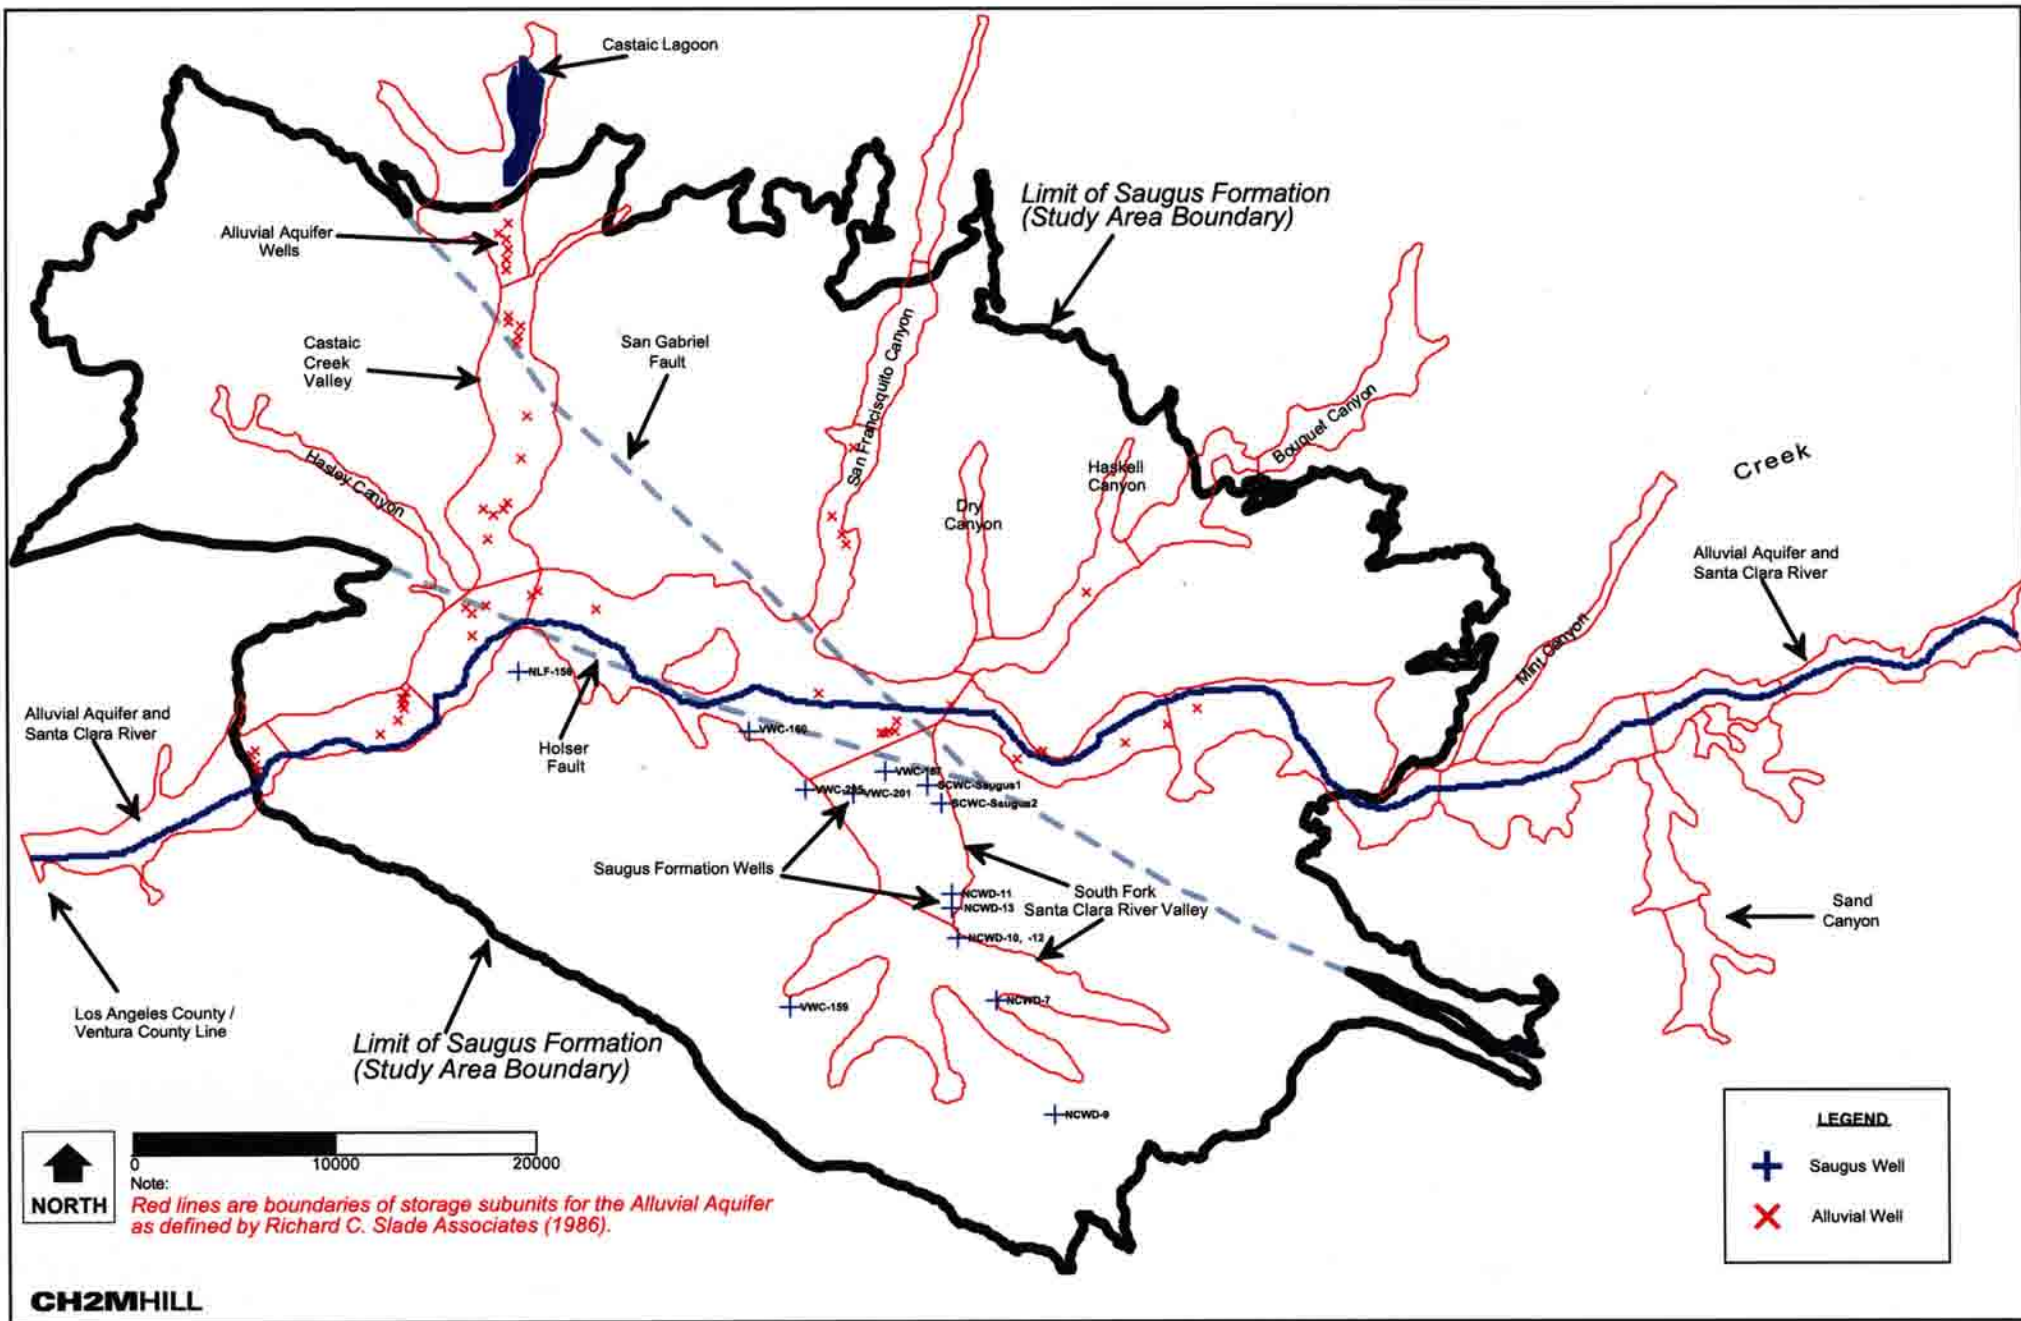 Castaic Lagoon
Limit of Saugus Formation
(Study Area Boundary)
Alluvial Aquifer
Wells
San Gabriel
Fault
Castaic
Creek
Valley
San Francisquito Canyon
Bouquet Canyon
Creek
Hasley Canyon
Haskell
Canyon
Dry
Canyon
Alluvial Aquifer and
Santa Clara River
Mint Canyon
NLF-156
Alluvial Aquifer and
Santa Clara River
Holser
Fault
VWC-160
VWC-157
SCWC-Saugus1
VWC-205
VWC-201
SCWC-Saugus2
Saugus Formation Wells
NCWD-11
NCWD-13
South Fork
Santa Clara River Valley
Sand
Canyon
NCWD-10, -12
VWC-159
NCWD-7
Los Angeles County /
Ventura County Line
Limit of Saugus Formation
(Study Area Boundary)
NCWD-9
LEGEND
Saugus Well
Alluvial Well
NORTH
0 10000 20000
Note:
Red lines are boundaries of storage subunits for the Alluvial Aquifer
as defined by Richard C. Slade Associates (1986).
CH2MHILL